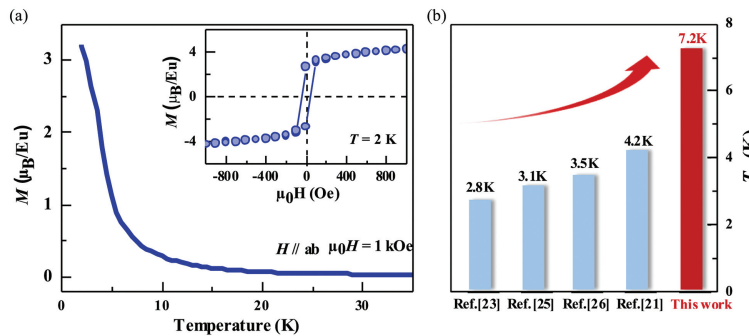 (a)
3
2
1
0
M (μB/Eu)
0
10
20
30
Temperature (K)
H // ab μ0H = 1 kOe
4
0
-4
M (μB/Eu)
-800
-400
0
400
800
μ0H (Oe)
T = 2 K
(b)
2.8K
3.1K
3.5K
4.2K
7.2K
Ref.[23]
Ref.[25]
Ref.[26]
Ref.[21]
This work
8
6
4
2
0
(K)